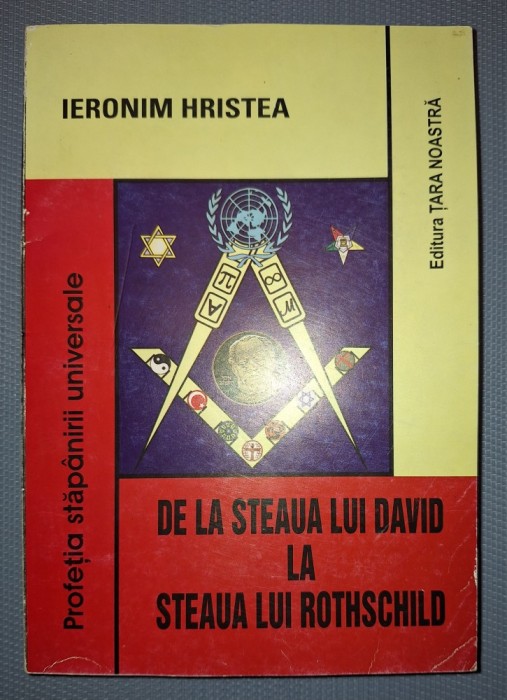 IERONIM HRISTEA
Editura ȚARA NOASTRĂ
Profeția stăpânirii universale
DE LA STEAUA LUI DAVID
LA
STEAUA LUI ROTHSCHILD